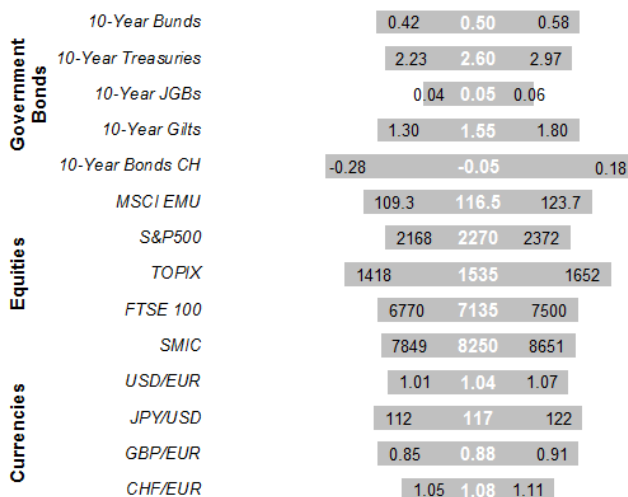 Government
Bonds
10-Year Bunds 0.42 0.50 0.58
10-Year Treasuries 2.23 2.60 2.97
10-Year JGBs 0.04 0.05 0.06
10-Year Gilts 1.30 1.55 1.80
10-Year Bonds CH -0.28 -0.05 0.18
Equities
MSCI EMU 109.3 116.5 123.7
S&P500 2168 2270 2372
TOPIX 1418 1535 1652
FTSE 100 6770 7135 7500
SMIC 7849 8250 8651
Currencies
USD/EUR 1.01 1.04 1.07
JPY/USD 112 117 122
GBP/EUR 0.85 0.88 0.91
CHF/EUR 1.05 1.08 1.11